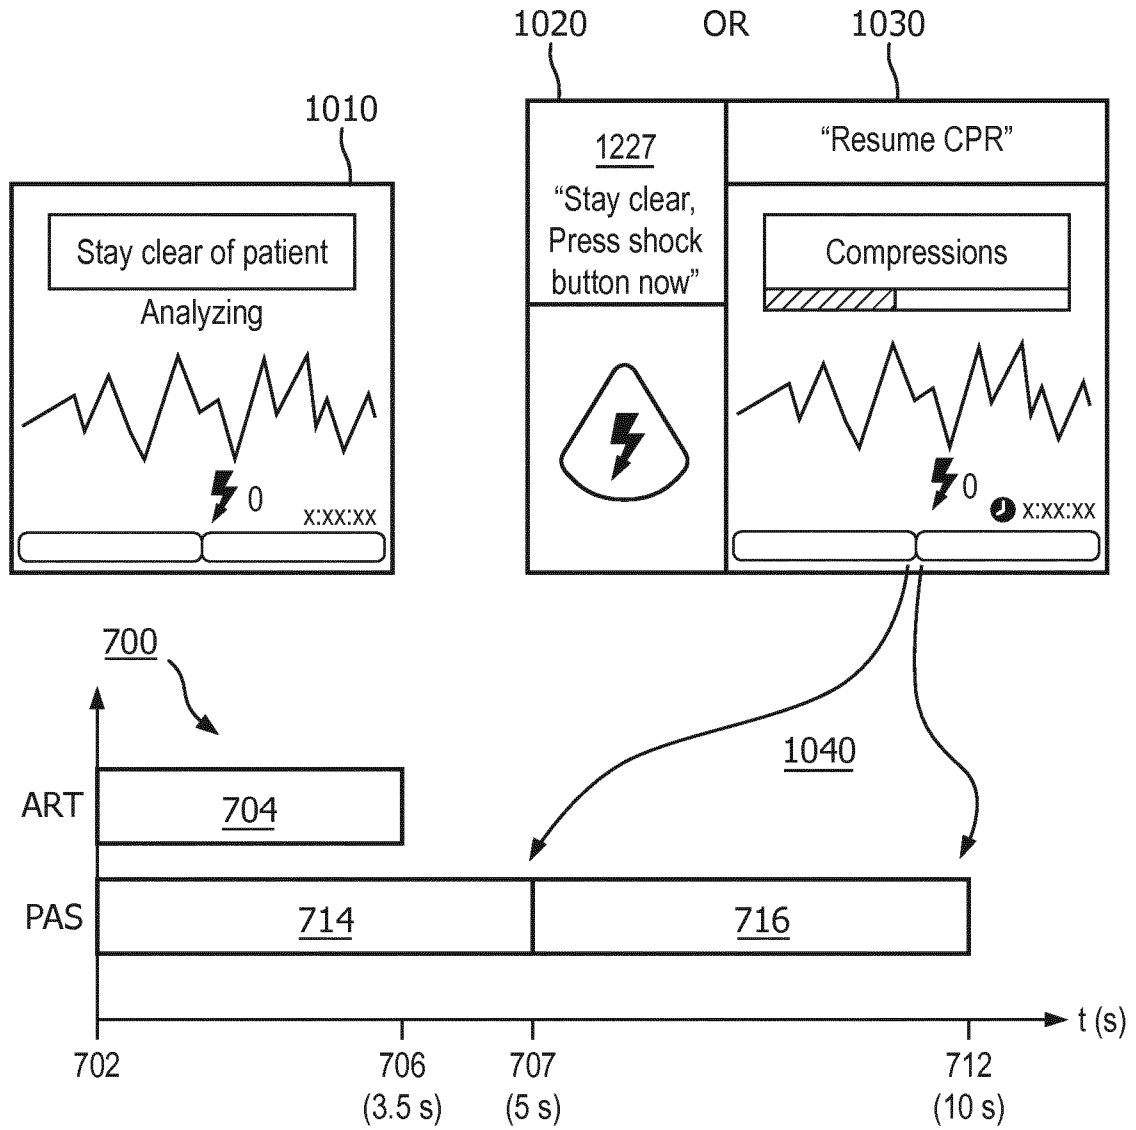 1020 OR 1030
1010
1227
“Stay clear,
Press shock
button now”
“Resume CPR”
Stay clear of patient
Analyzing
Compressions
0
x:xx:xx
0
x:xx:xx
700
1040
ART
704
PAS
714
716
t (s)
702
706
707
712
(3.5 s)
(5 s)
(10 s)